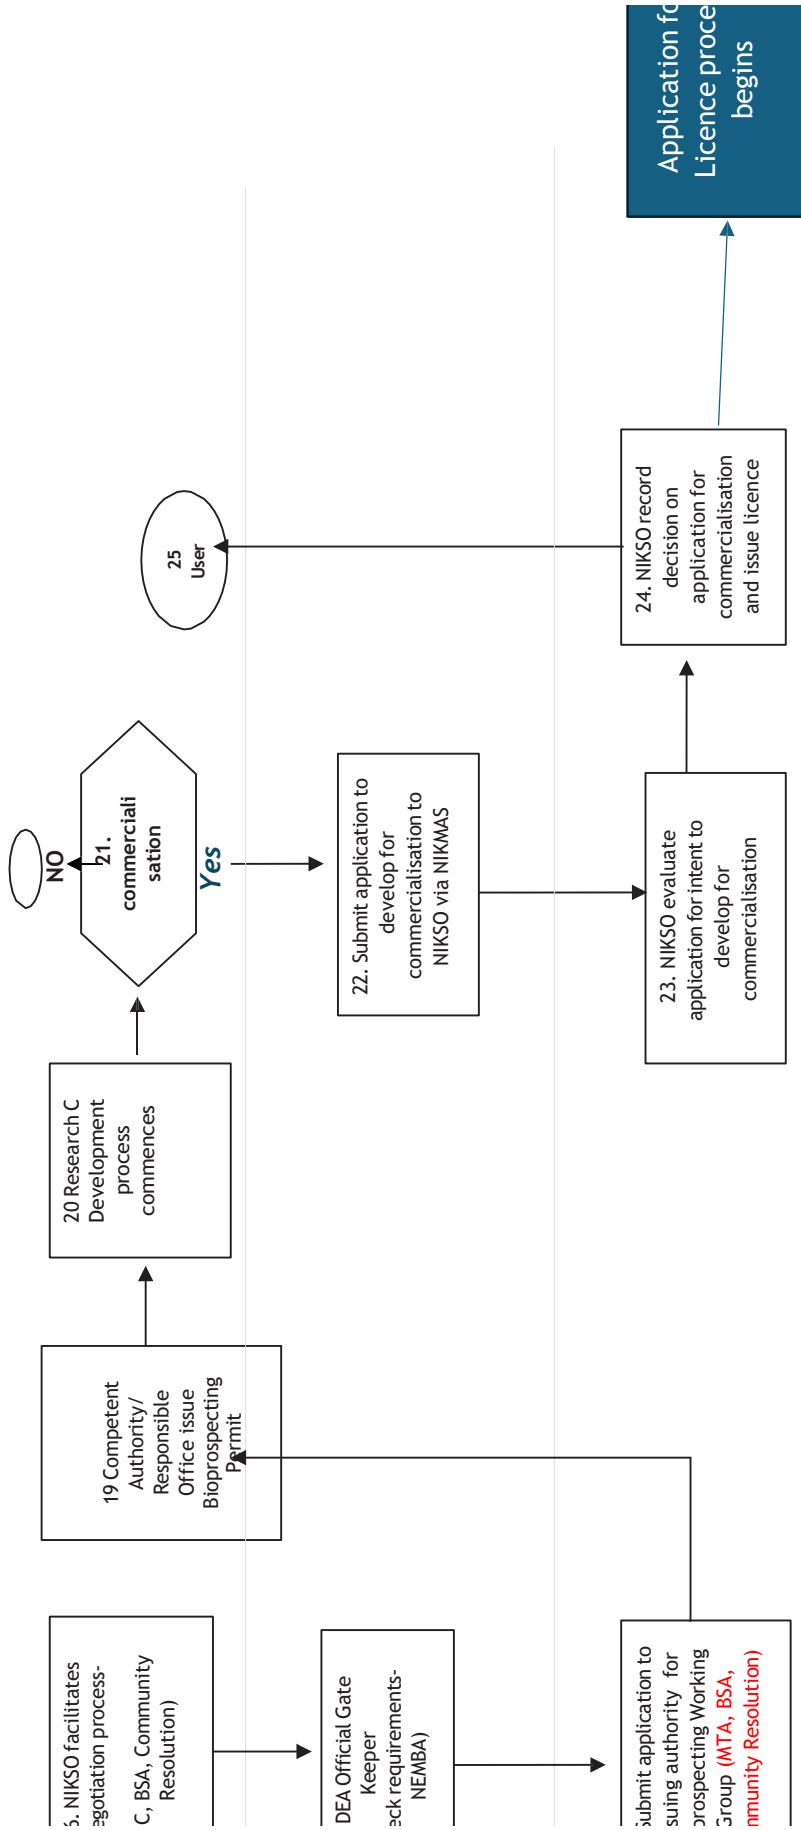 6. NIKSO facilitates
egotiation process-
C, BSA, Community
Resolution)
DEA Official Gate
Keeper
eck requirements-
NEMBA)
Submit application to
suing authority for
prospecting Working
Group (MTA, BSA,
mmunity Resolution)
19 Competent
Authority/
Responsible
Office issue
Bioprospecting
Permit
20 Research C
Development
process
commences
21.
commerciali
sation
NO
Yes
22. Submit application to
develop for
commercialisation to
NIKSO via NIKMAS
23. NIKSO evaluate
application for intent to
develop for
commercialisation
24. NIKSO record
decision on
application for
commercialisation
and issue licence
25
User
Application fo
Licence proce
begins